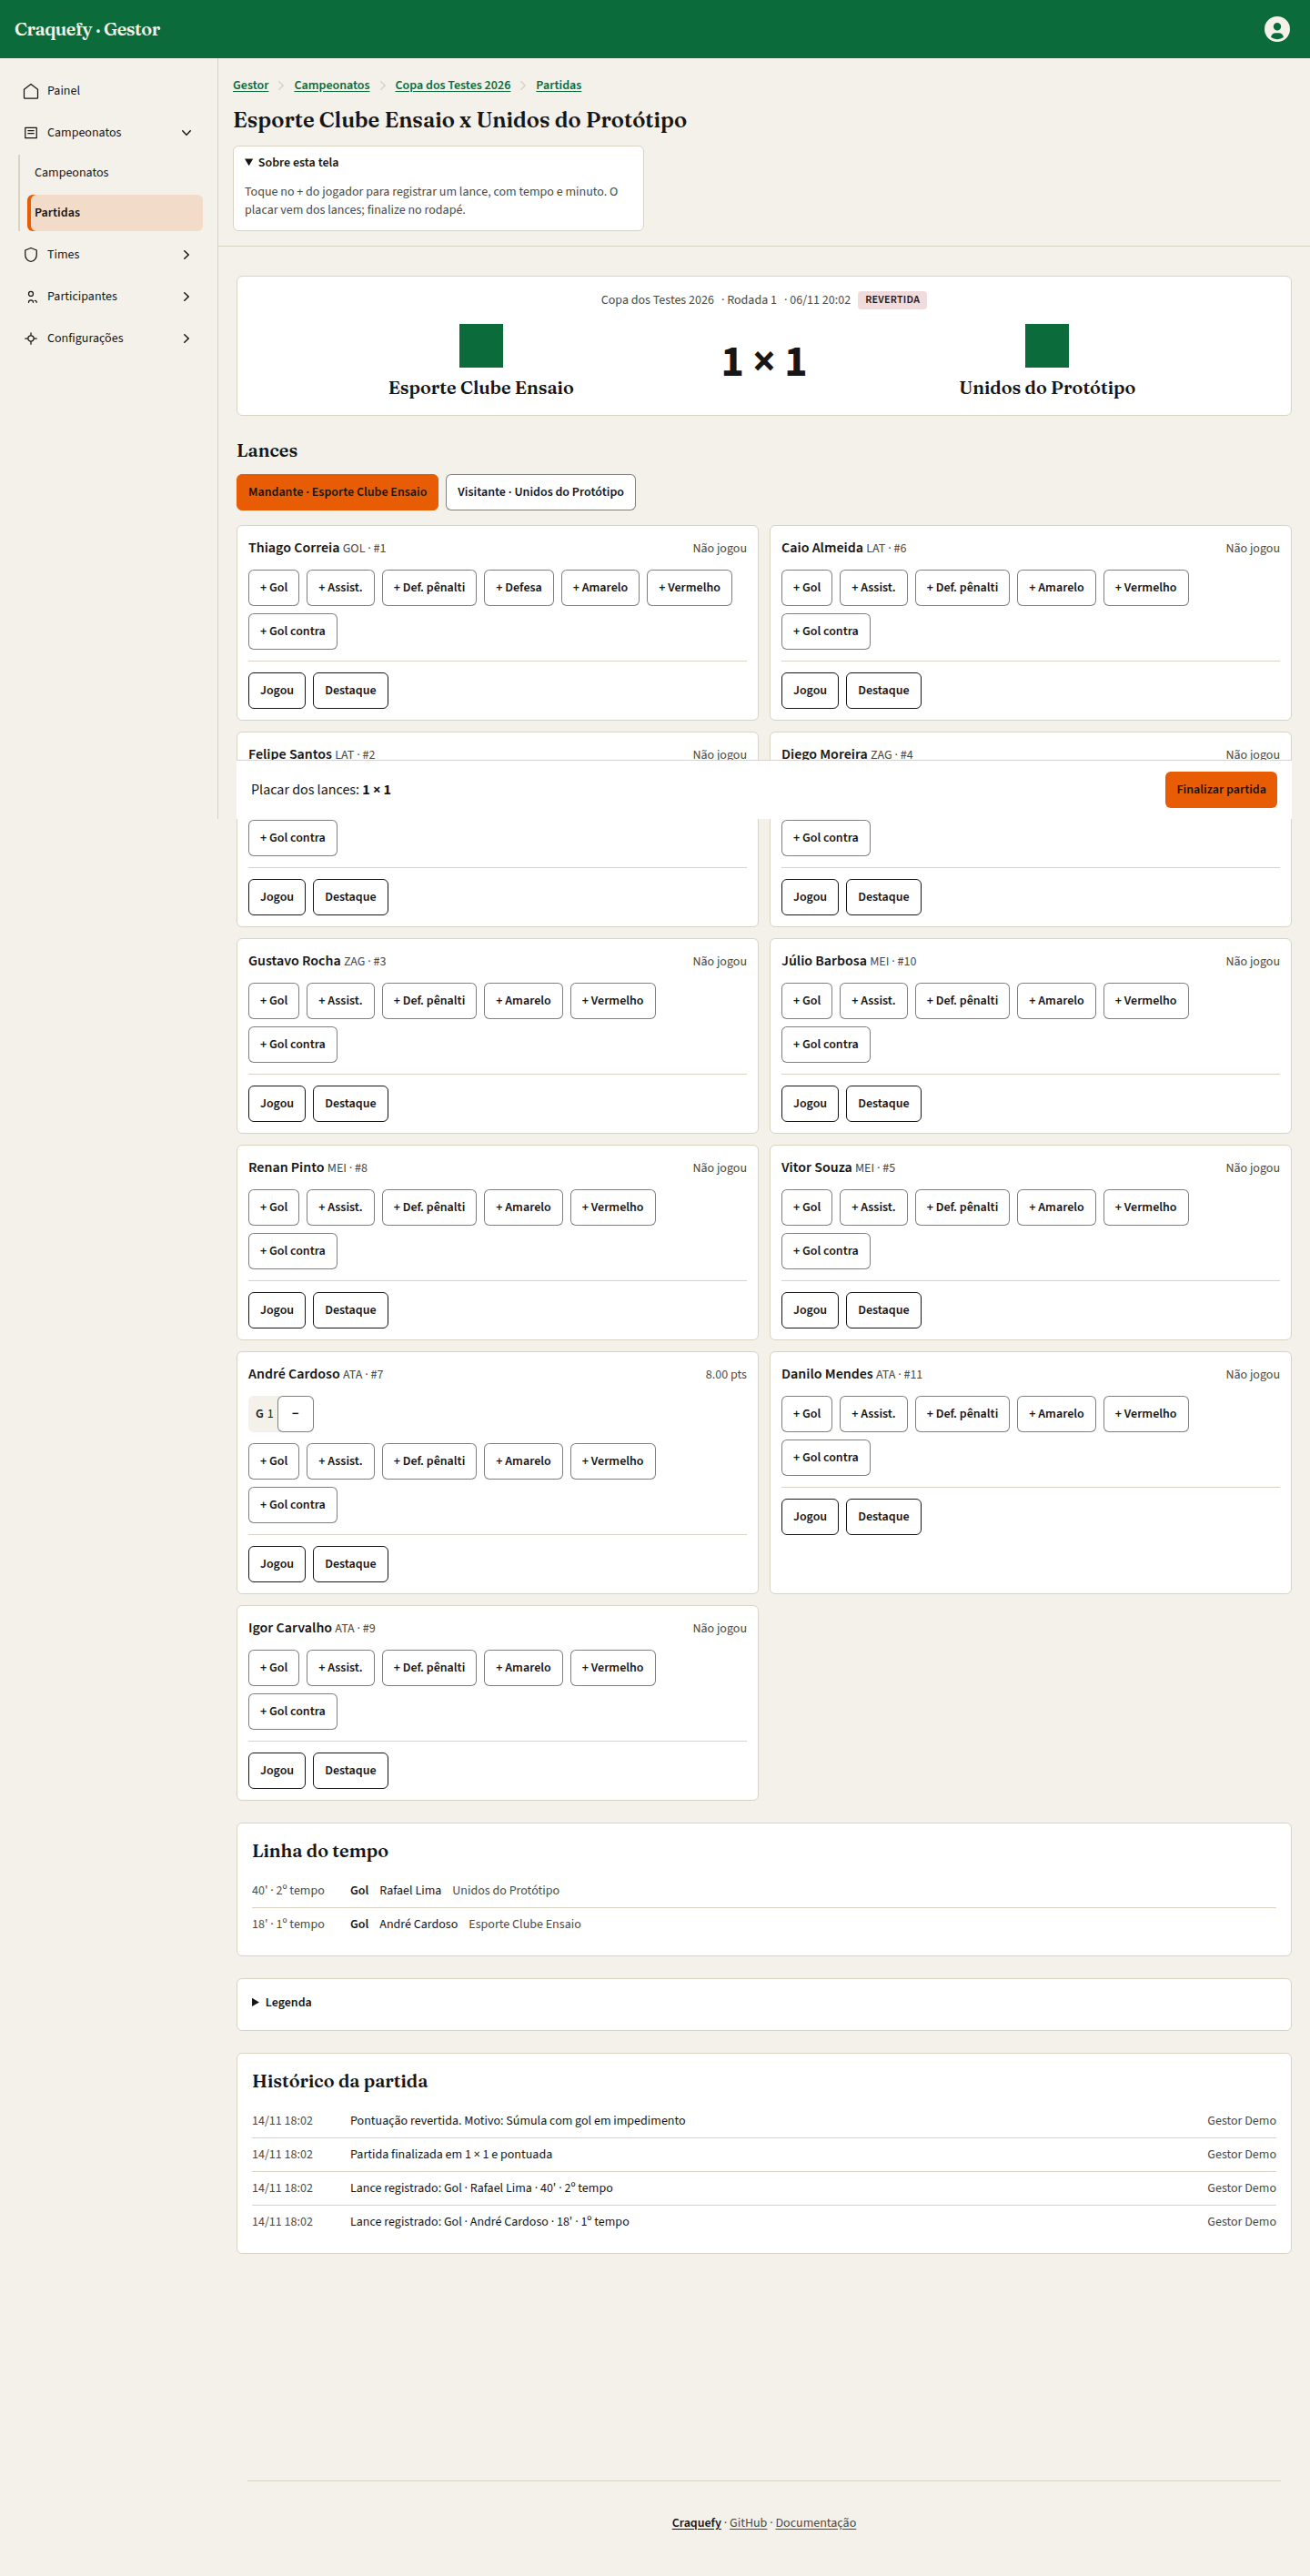 Craquefy · Gestor
Painel
Campeonatos
Campeonatos
Partidas
Times
Participantes
Configurações
Gestor > Campeonatos > Copa dos Testes 2026 > Partidas
Esporte Clube Ensaio x Unidos do Protótipo
▼ Sobre esta tela
Toque no + do jogador para registrar um lance, com tempo e minuto. O
placar vem dos lances; finalize no rodapé.
Copa dos Testes 2026 · Rodada 1 · 06/11 20:02 REVERTIDA
Esporte Clube Ensaio
1 × 1
Unidos do Protótipo
Lances
Mandante · Esporte Clube Ensaio
Visitante · Unidos do Protótipo
Thiago Correia GOL · #1 Não jogou
+ Gol + Assist. + Def. pênalti + Defesa + Amarelo + Vermelho
+ Gol contra
Jogou Destaque
Caio Almeida LAT · #6 Não jogou
+ Gol + Assist. + Def. pênalti + Amarelo + Vermelho
+ Gol contra
Jogou Destaque
Felipe Santos LAT · #2 Não jogou
Diego Moreira ZAG · #4 Não jogou
Placar dos lances: 1 × 1 Finalizar partida
+ Gol contra
Jogou Destaque
+ Gol contra
Jogou Destaque
Gustavo Rocha ZAG · #3 Não jogou
+ Gol + Assist. + Def. pênalti + Amarelo + Vermelho
+ Gol contra
Jogou Destaque
Júlio Barbosa MEI · #10 Não jogou
+ Gol + Assist. + Def. pênalti + Amarelo + Vermelho
+ Gol contra
Jogou Destaque
Renan Pinto MEI · #8 Não jogou
+ Gol + Assist. + Def. pênalti + Amarelo + Vermelho
+ Gol contra
Jogou Destaque
Vitor Souza MEI · #5 Não jogou
+ Gol + Assist. + Def. pênalti + Amarelo + Vermelho
+ Gol contra
Jogou Destaque
André Cardoso ATA · #7 8.00 pts
G 1 −
+ Gol + Assist. + Def. pênalti + Amarelo + Vermelho
+ Gol contra
Jogou Destaque
Danilo Mendes ATA · #11 Não jogou
+ Gol + Assist. + Def. pênalti + Amarelo + Vermelho
+ Gol contra
Jogou Destaque
Igor Carvalho ATA · #9 Não jogou
+ Gol + Assist. + Def. pênalti + Amarelo + Vermelho
+ Gol contra
Jogou Destaque
Linha do tempo
40' · 2º tempo Gol Rafael Lima Unidos do Protótipo
18' · 1º tempo Gol André Cardoso Esporte Clube Ensaio
▶ Legenda
Histórico da partida
14/11 18:02 Pontuação revertida. Motivo: Súmula com gol em impedimento Gestor Demo
14/11 18:02 Partida finalizada em 1 × 1 e pontuada Gestor Demo
14/11 18:02 Lance registrado: Gol · Rafael Lima · 40' · 2º tempo Gestor Demo
14/11 18:02 Lance registrado: Gol · André Cardoso · 18' · 1º tempo Gestor Demo
Craquefy · GitHub · Documentação